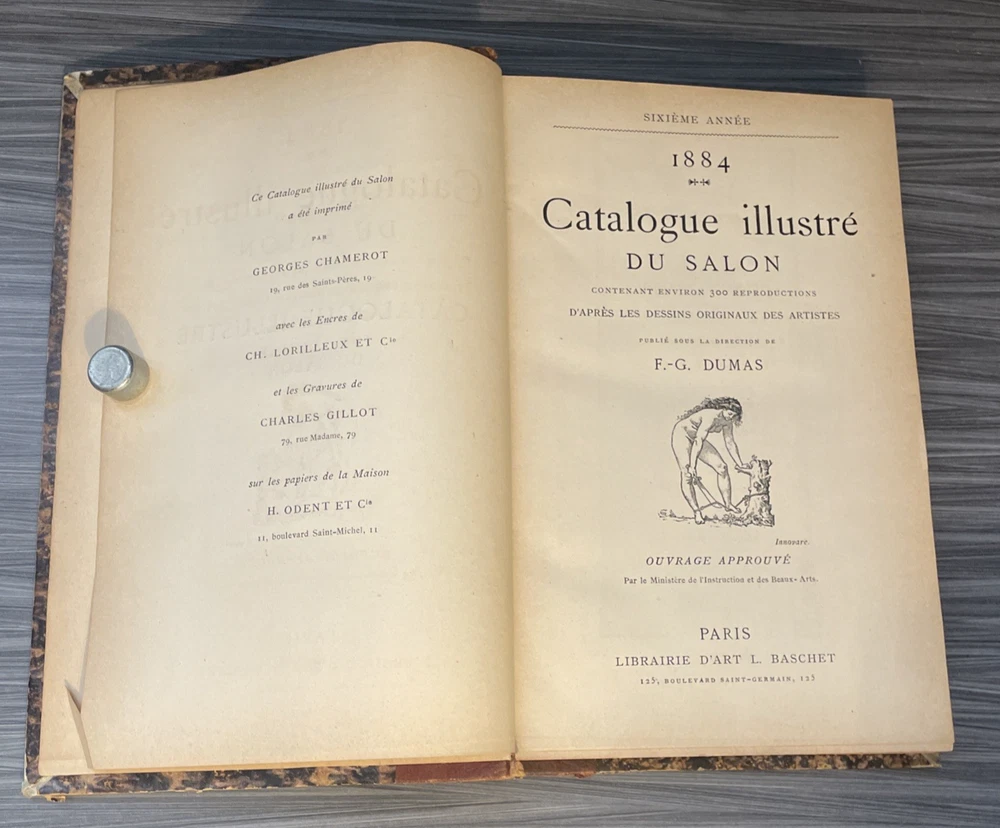 Ce Catalogue illustré du Salon
a été imprimé
PAR
GEORGES CHAMEROT
19, rue des Saints-Pères, 19.
avec les Encres de
CH. LORILLEUX ET Cie
et les Gravures de
CHARLES GILLOT
79, rue Madame, 79
sur les papiers de la Maison
H. ODENT ET Cie
11, boulevard Saint-Michel, 11
SIXIÈME ANNÉE
1884
Catalogue illustré
DU SALON
CONTENANT ENVIRON 300 REPRODUCTIONS
D'APRÈS LES DESSINS ORIGINAUX DES ARTISTES
PUBLIÉ SOUS LA DIRECTION DE
F.-G. DUMAS
Innovare.
OUVRAGE APPROUVÉ
Par le Ministère de l'Instruction et des Beaux-Arts.
PARIS
LIBRAIRIE D'ART L. BASCHET
125, BOULEVARD SAINT-GERMAIN, 125